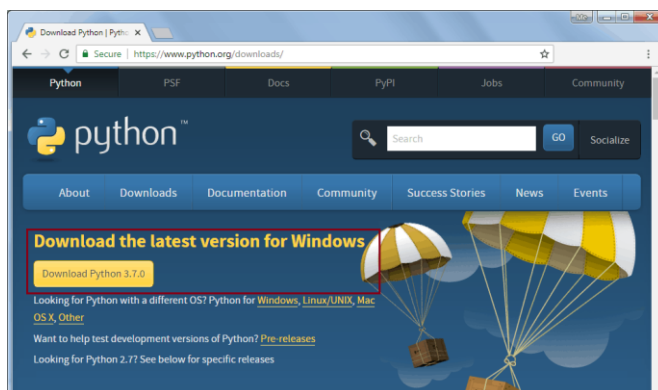 Download Python | Pytho
Secure https://www.python.org/downloads/
Python PSF Docs PyPI Jobs Community
python™
Search GO Socialize
About Downloads Documentation Community Success Stories News Events
Download the latest version for Windows
Download Python 3.7.0
Looking for Python with a different OS? Python for Windows, Linux/UNIX, Mac
OS X, Other
Want to help test development versions of Python? Pre-releases
Looking for Python 2.7? See below for specific releases